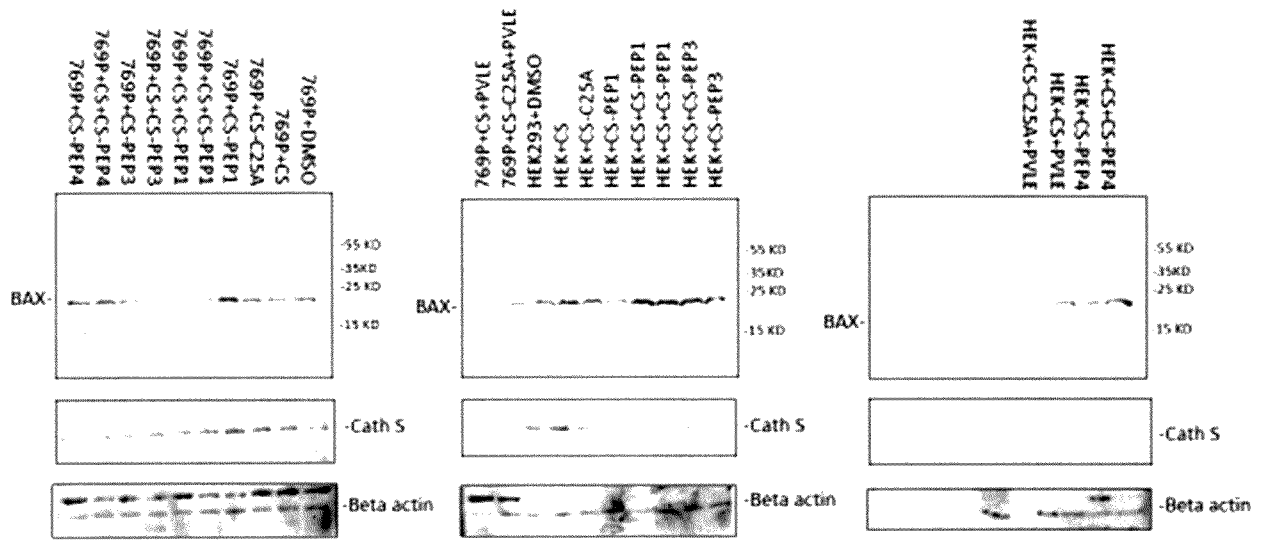 769P+CS-PEP4
769P+CS+CS-PEP4
769P+CS-PEP3
769P+CS+CS-PEP3
769P+CS+CS-PEP1
769P+CS+CS-PEP1
769P+CS-PEP1
769P+CS-C25A
769P+CS
769P+DMSO
BAX-
-55 KD
-35KD
-25 KD
-15 KD
-Cath S
-Beta actin
769P+CS+PVLE
769P+CS-C25A+PVLE
HEK293+DMSO
HEK+CS
HEK+CS-C25A
HEK+CS-PEP1
HEK+CS+CS-PEP1
HEK+CS+CS-PEP1
HEK+CS+CS-PEP3
HEK+CS-PEP3
BAX-
-55 KD
-35KD
-25 KD
-15 KD
-Cath S
-Beta actin
HEK+CS-C25A+PVLE
HEK+CS+PVLE
HEK+CS-PEP4
HEK+CS+CS-PEP4
BAX-
-55 KD
-35KD
-25 KD
15 KD
-Cath S
-Beta actin